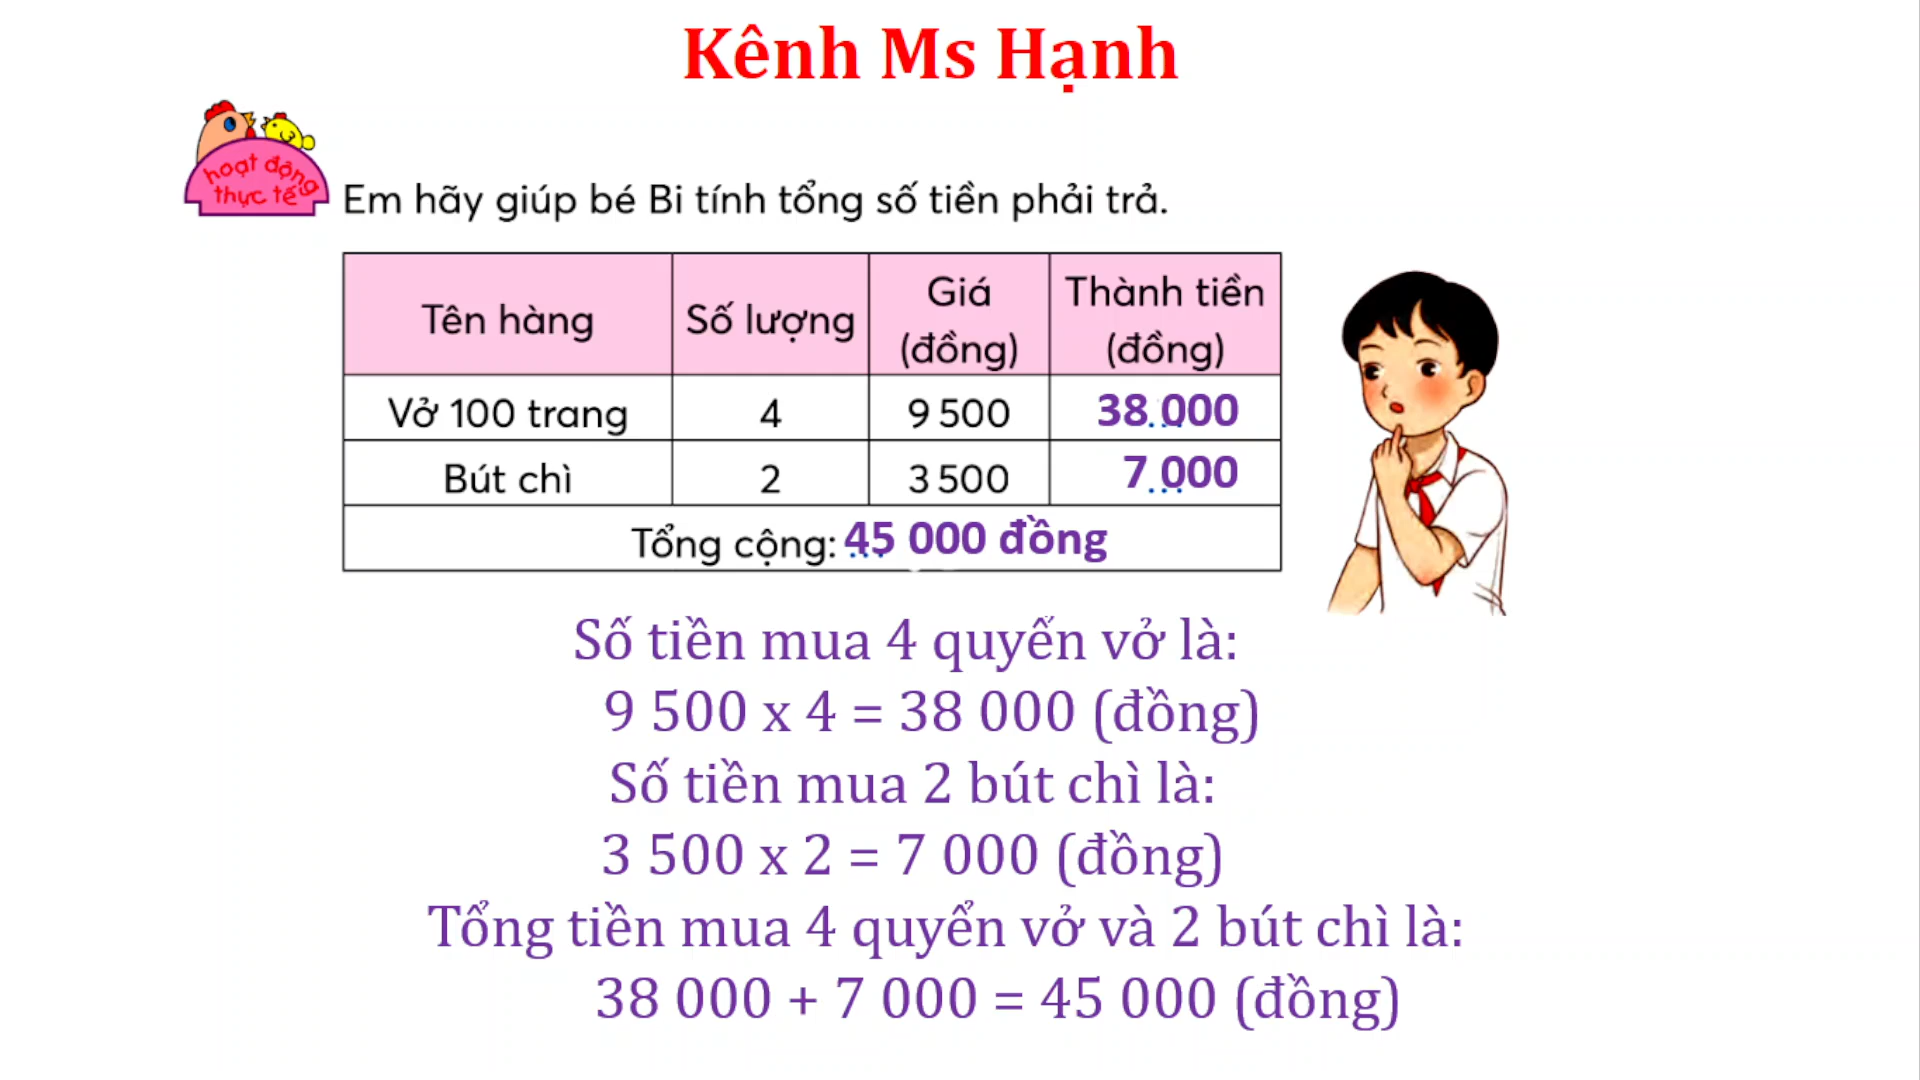 Kênh Ms Hạnh
hoạt động
thực tế
Em hãy giúp bé Bi tính tổng số tiền phải trả.
Tên hàng Số lượng Giá (đồng) Thành tiền (đồng)
Vở 100 trang 4 9 500 38 000
Bút chì 2 3 500 7 000
Tổng cộng: 45 000 đồng
Số tiền mua 4 quyển vở là:
9 500 x 4 = 38 000 (đồng)
Số tiền mua 2 bút chì là:
3 500 x 2 = 7 000 (đồng)
Tổng tiền mua 4 quyển vở và 2 bút chì là:
38 000 + 7 000 = 45 000 (đồng)